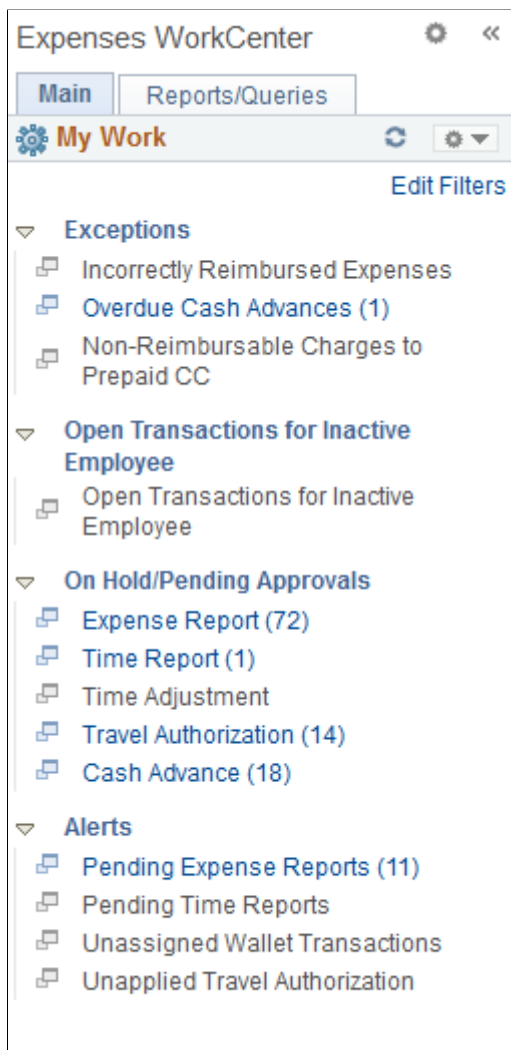 Expenses WorkCenter
Main
Reports/Queries
My Work
Edit Filters
Exceptions
Incorrectly Reimbursed Expenses
Overdue Cash Advances (1)
Non-Reimbursable Charges to
Prepaid CC
Open Transactions for Inactive
Employee
Open Transactions for Inactive
Employee
On Hold/Pending Approvals
Expense Report (72)
Time Report (1)
Time Adjustment
Travel Authorization (14)
Cash Advance (18)
Alerts
Pending Expense Reports (11)
Pending Time Reports
Unassigned Wallet Transactions
Unapplied Travel Authorization